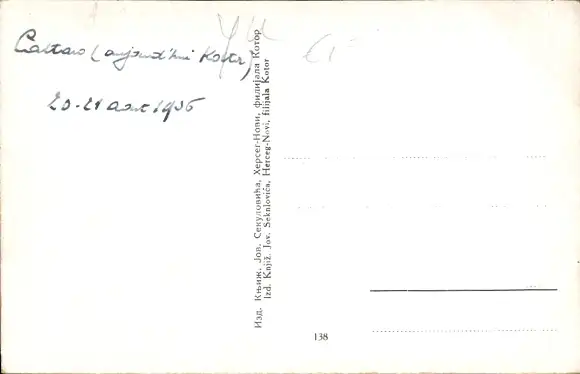 Cattaro (aujourd'hui Kotor)
20-21 août 1936
Изд. Књиж. Јов. Секуловића, Херсег-Нови, филијала Котор
Izd. Knjiž. Jov. Sekulovića, Herceg-Novi, filijala Kotor
138